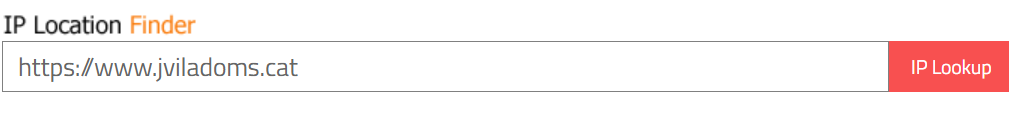 IP Location Finder
https://www.jviladoms.cat
IP Lookup